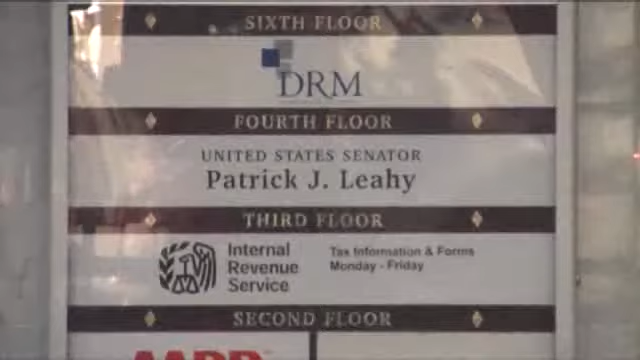 SIXTH FLOOR
DRM
FOURTH FLOOR
UNITED STATES SENATOR
Patrick J. Leahy
THIRD FLOOR
Internal
Revenue
Service
Tax Information & Forms
Monday - Friday
SECOND FLOOR
AARP